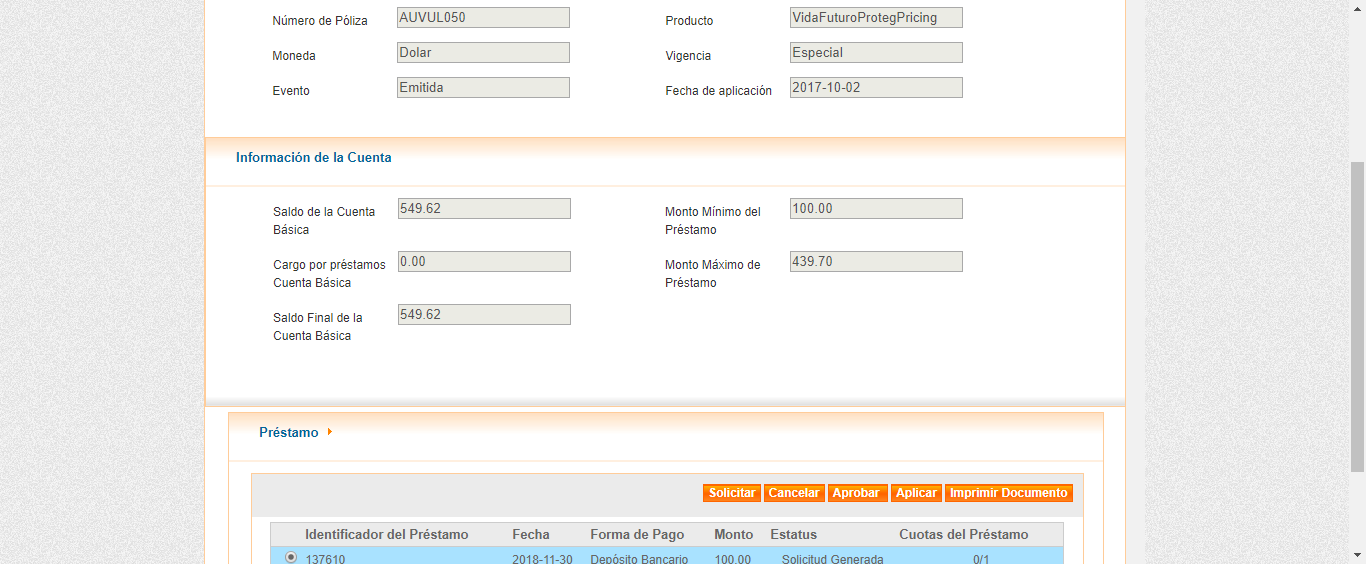 Número de Póliza AUVUL050 Producto VidaFuturoProtegPricing
Moneda Dolar Vigencia Especial
Evento Emitida Fecha de aplicación 2017-10-02
Información de la Cuenta
Saldo de la Cuenta Básica 549.62 Monto Mínimo del Préstamo 100.00
Cargo por préstamos Cuenta Básica 0.00 Monto Máximo de Préstamo 439.70
Saldo Final de la Cuenta Básica 549.62
Préstamo
Solicitar Cancelar Aprobar Aplicar Imprimir Documento
Identificador del Préstamo Fecha Forma de Pago Monto Estatus Cuotas del Préstamo
137610 2018-11-30 Depósito Bancario 100.00 Solicitud Generada 0/1